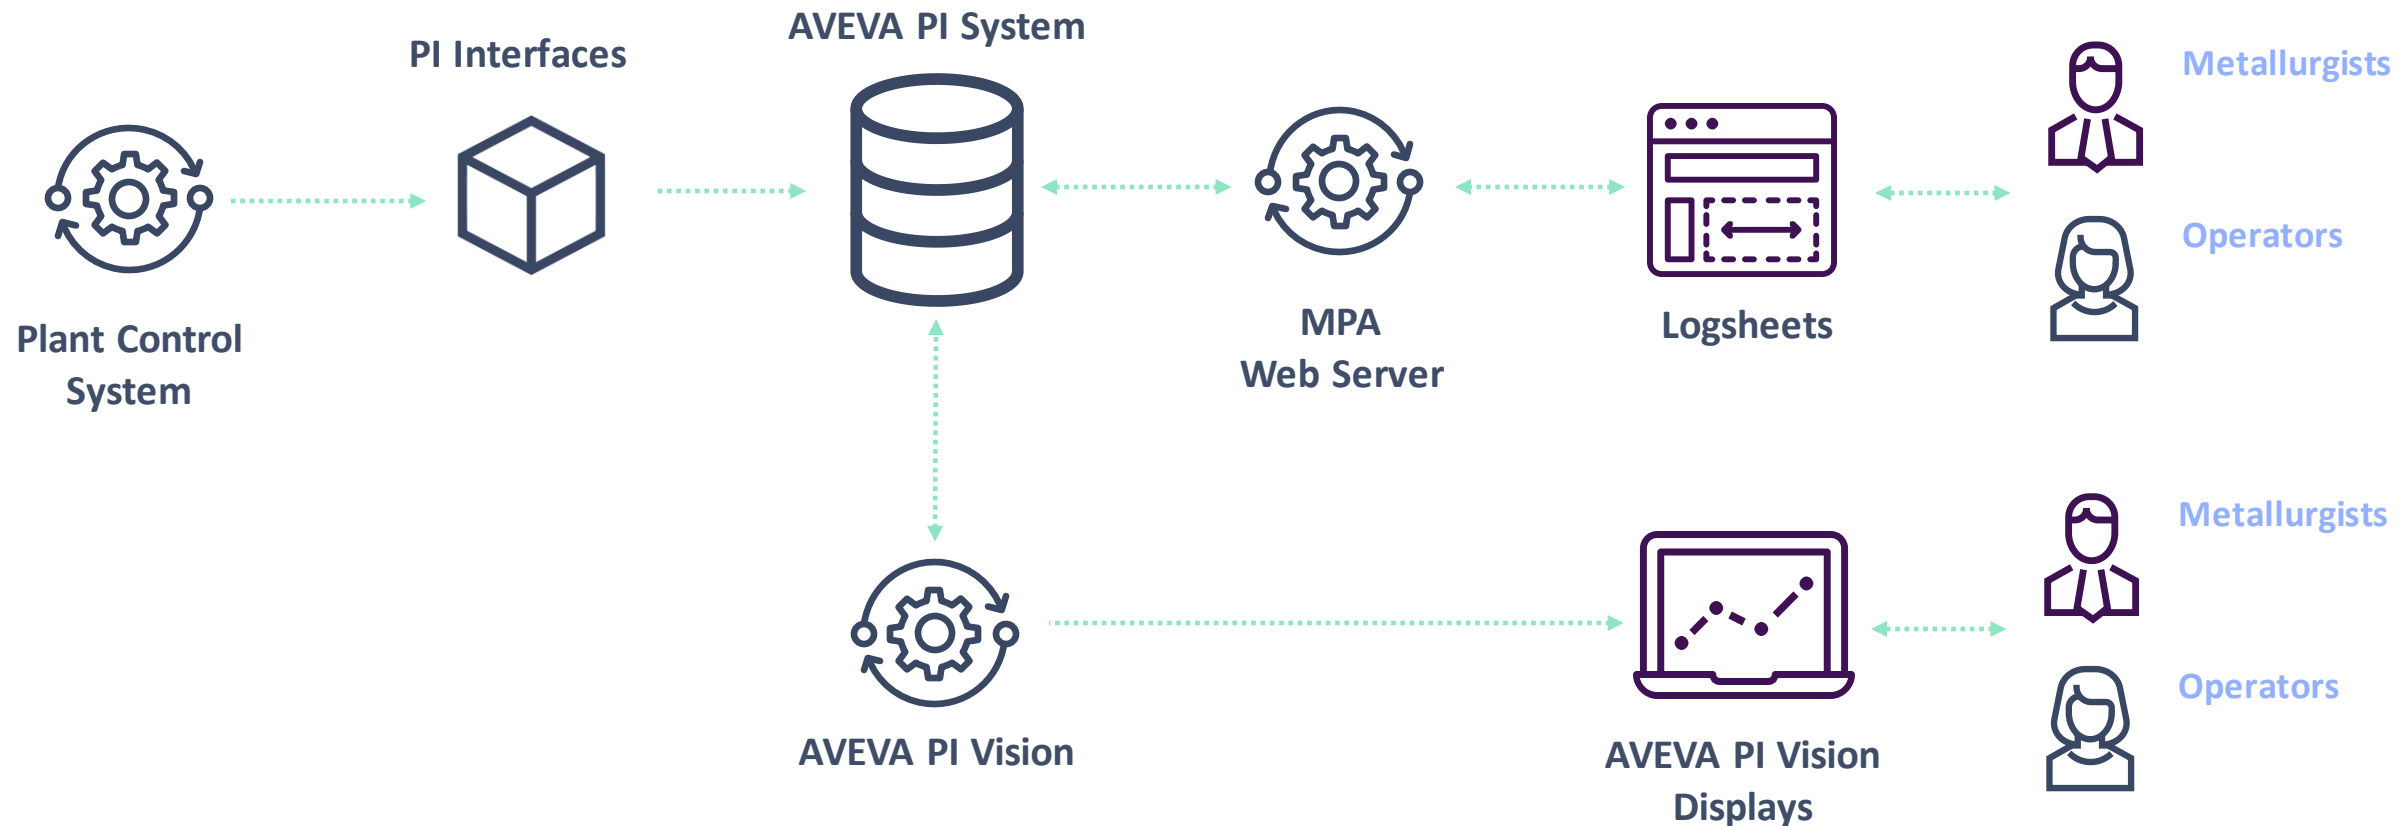 AVEVA PI System
PI Interfaces
Metallurgists
Operators
Plant Control
System
MPA
Web Server
Logsheets
Metallurgists
Operators
AVEVA PI Vision
AVEVA PI Vision
Displays